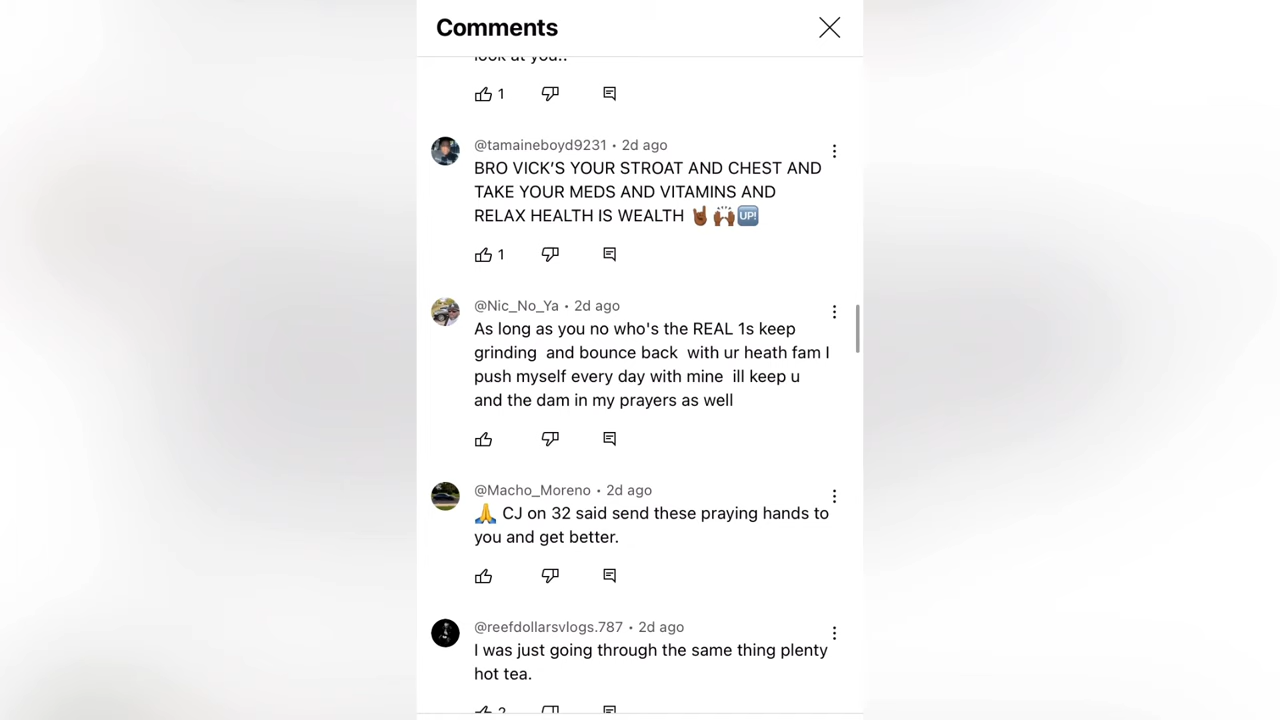 Comments
look at you..
1
@tamaineboyd9231 • 2d ago
BRO VICK'S YOUR STROAT AND CHEST AND
TAKE YOUR MEDS AND VITAMINS AND
RELAX HEALTH IS WEALTH 🤘🏾🙌🏾🆙
1
@Nic_No_Ya • 2d ago
As long as you no who's the REAL 1s keep
grinding  and bounce back  with ur heath fam I
push myself every day with mine  ill keep u
and the dam in my prayers as well
@Macho_Moreno • 2d ago
🙏 CJ on 32 said send these praying hands to
you and get better.
@reefdollarsvlogs.787 • 2d ago
I was just going through the same thing plenty
hot tea.
2